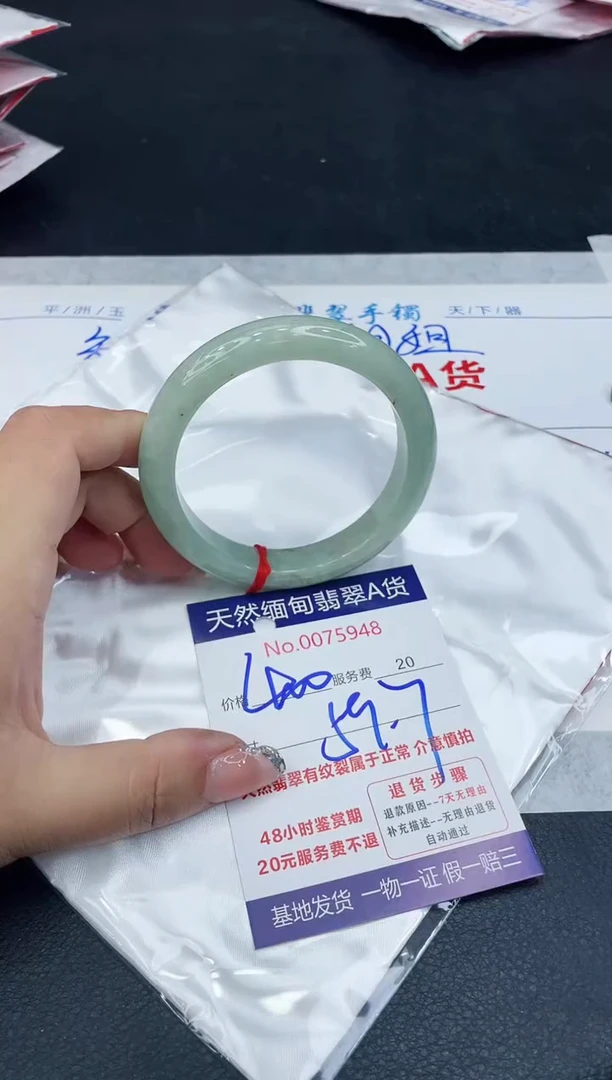 平/洲/玉
翡翠手镯
天/下/賜
姐
A货
天然缅甸翡翠A货
No.0075948
价格 400 服务费 20
59.7
天然翡翠有纹裂属于正常 介意慎拍
48小时鉴赏期
20元服务费不退
退货步骤
退款原因--7天无理由
补充描述--无理由退货
自动通过
基地发货 一物一证 假一赔三